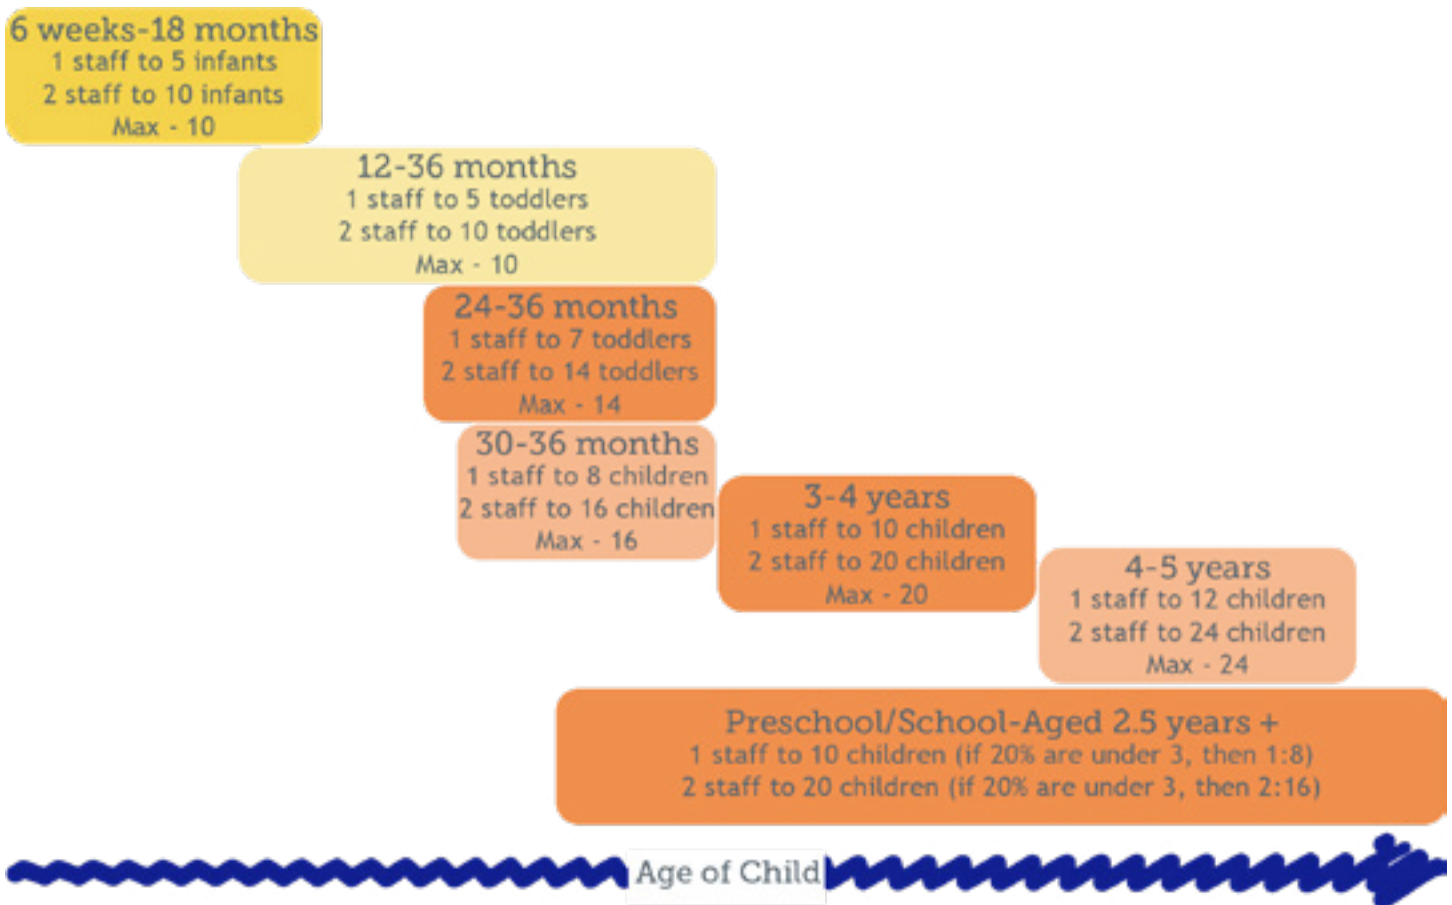 6 weeks-18 months
1 staff to 5 infants
2 staff to 10 infants
Max - 10
12-36 months
1 staff to 5 toddlers
2 staff to 10 toddlers
Max - 10
24-36 months
1 staff to 7 toddlers
2 staff to 14 toddlers
Max - 14
30-36 months
1 staff to 8 children
2 staff to 16 children
Max - 16
3-4 years
1 staff to 10 children
2 staff to 20 children
Max - 20
4-5 years
1 staff to 12 children
2 staff to 24 children
Max - 24
Preschool/School-Aged 2.5 years +
1 staff to 10 children (if 20% are under 3, then 1:8)
2 staff to 20 children (if 20% are under 3, then 2:16)
Age of Child